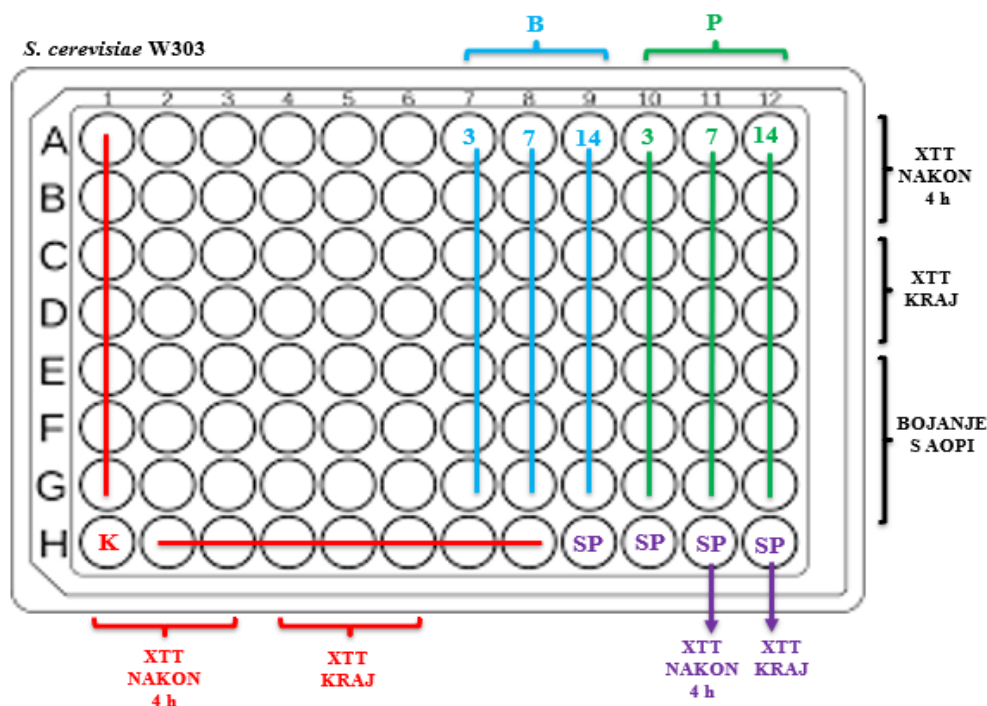 B P
S. cerevisiae W303
1 2 3 4 5 6 7 8 9 10 11 12
A 3 7 14 3 7 14
B
C
D
E
F
G
H K SP SP SP SP
XTT
NAKON
4 h
XTT
KRAJ
BOJANJE
S AOPI
XTT
NAKON
4 h
XTT
KRAJ
XTT
NAKON
4 h
XTT
KRAJ